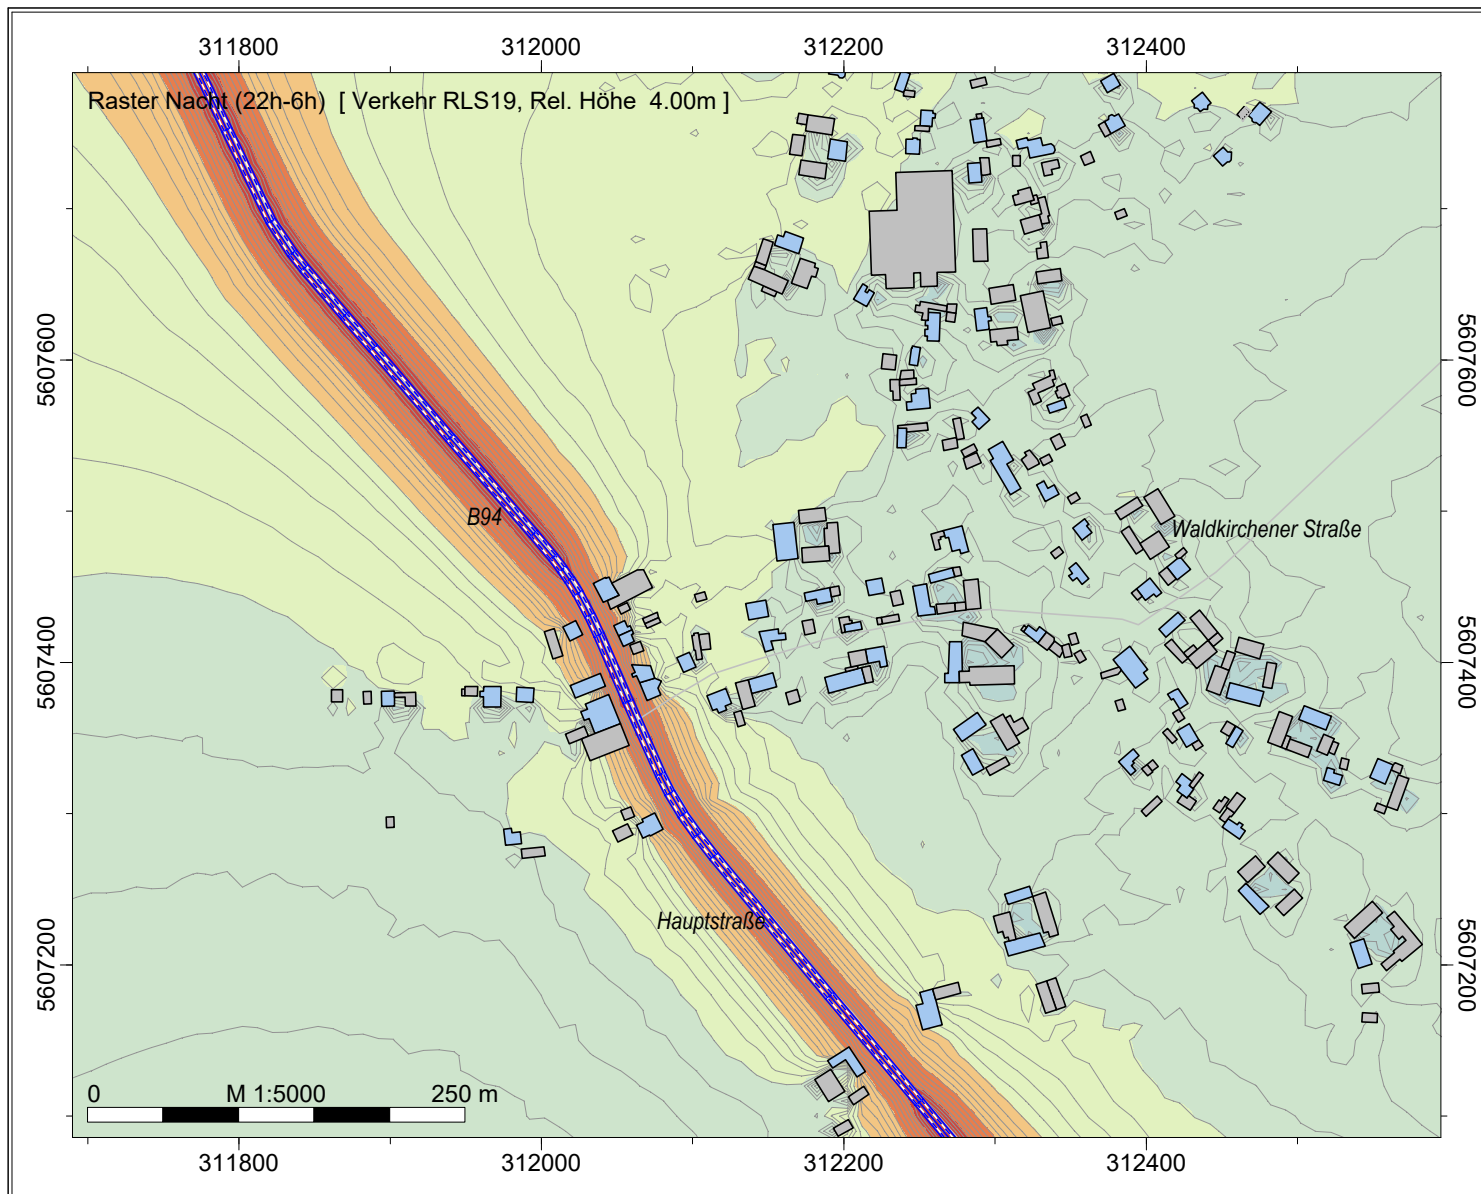 311800 312000 312200 312400
Raster Nacht (22h-6h) [ Verkehr RLS19, Rel. Höhe 4.00m ]
5607600 5607600
B94
Waldkirchener Straße
5607400 5607400
Hauptstraße
5607200 5607200
0 M 1:5000 250 m
311800 312000 312200 312400